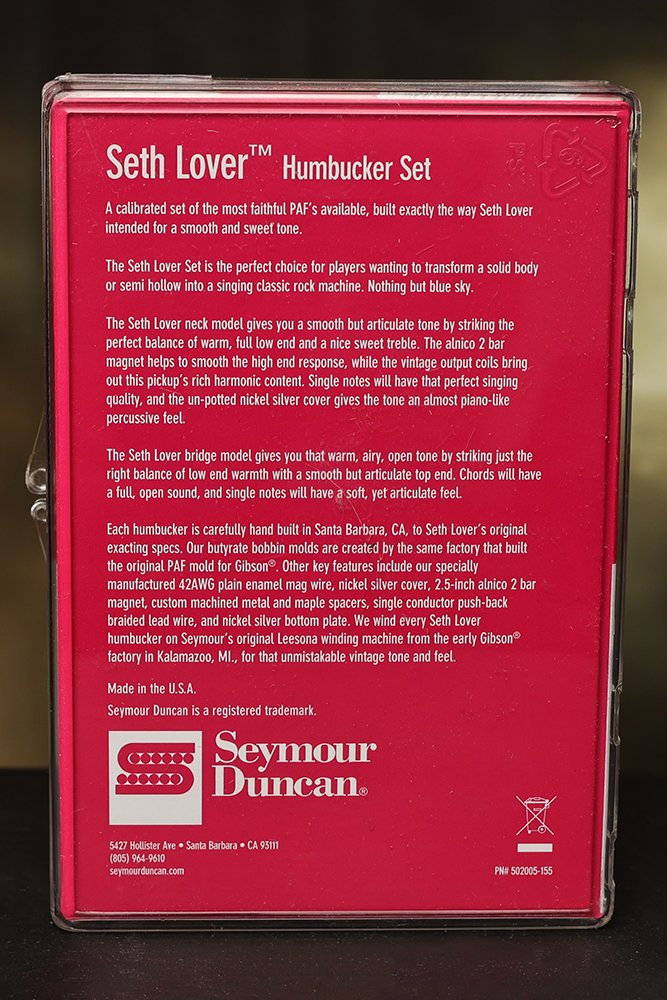 Seth Lover™ Humbucker Set
A calibrated set of the most faithful PAF's available, built exactly the way Seth Lover
intended for a smooth and sweet tone.
The Seth Lover Set is the perfect choice for players wanting to transform a solid body
or semi hollow into a singing classic rock machine. Nothing but blue sky.
The Seth Lover neck model gives you a smooth but articulate tone by striking the
perfect balance of warm, full low end and a nice sweet treble. The alnico 2 bar
magnet helps to smooth the high end response, while the vintage output coils bring
out this pickup's rich harmonic content. Single notes will have that perfect singing
quality, and the un-potted nickel silver cover gives the tone an almost piano-like
percussive feel.
The Seth Lover bridge model gives you that warm, airy, open tone by striking just the
right balance of low end warmth with a smooth but articulate top end. Chords will have
a full, open sound, and single notes will have a soft, yet articulate feel.
Each humbucker is carefully hand built in Santa Barbara, CA, to Seth Lover's original
exacting specs. Our butyrate bobbin molds are created by the same factory that built
the original PAF mold for Gibson®. Other key features include our specially
manufactured 42AWG plain enamel mag wire, nickel silver cover, 2.5-inch alnico 2 bar
magnet, custom machined metal and maple spacers, single conductor push-back
braided lead wire, and nickel silver bottom plate. We wind every Seth Lover
humbucker on Seymour's original Leesona winding machine from the early Gibson®
factory in Kalamazoo, MI., for that unmistakable vintage tone and feel.
Made in the U.S.A.
Seymour Duncan is a registered trademark.
Seymour
Duncan®
5427 Hollister Ave • Santa Barbara • CA 93111
(805) 964-9610
seymourduncan.com
PN# 502005-155
PS
6